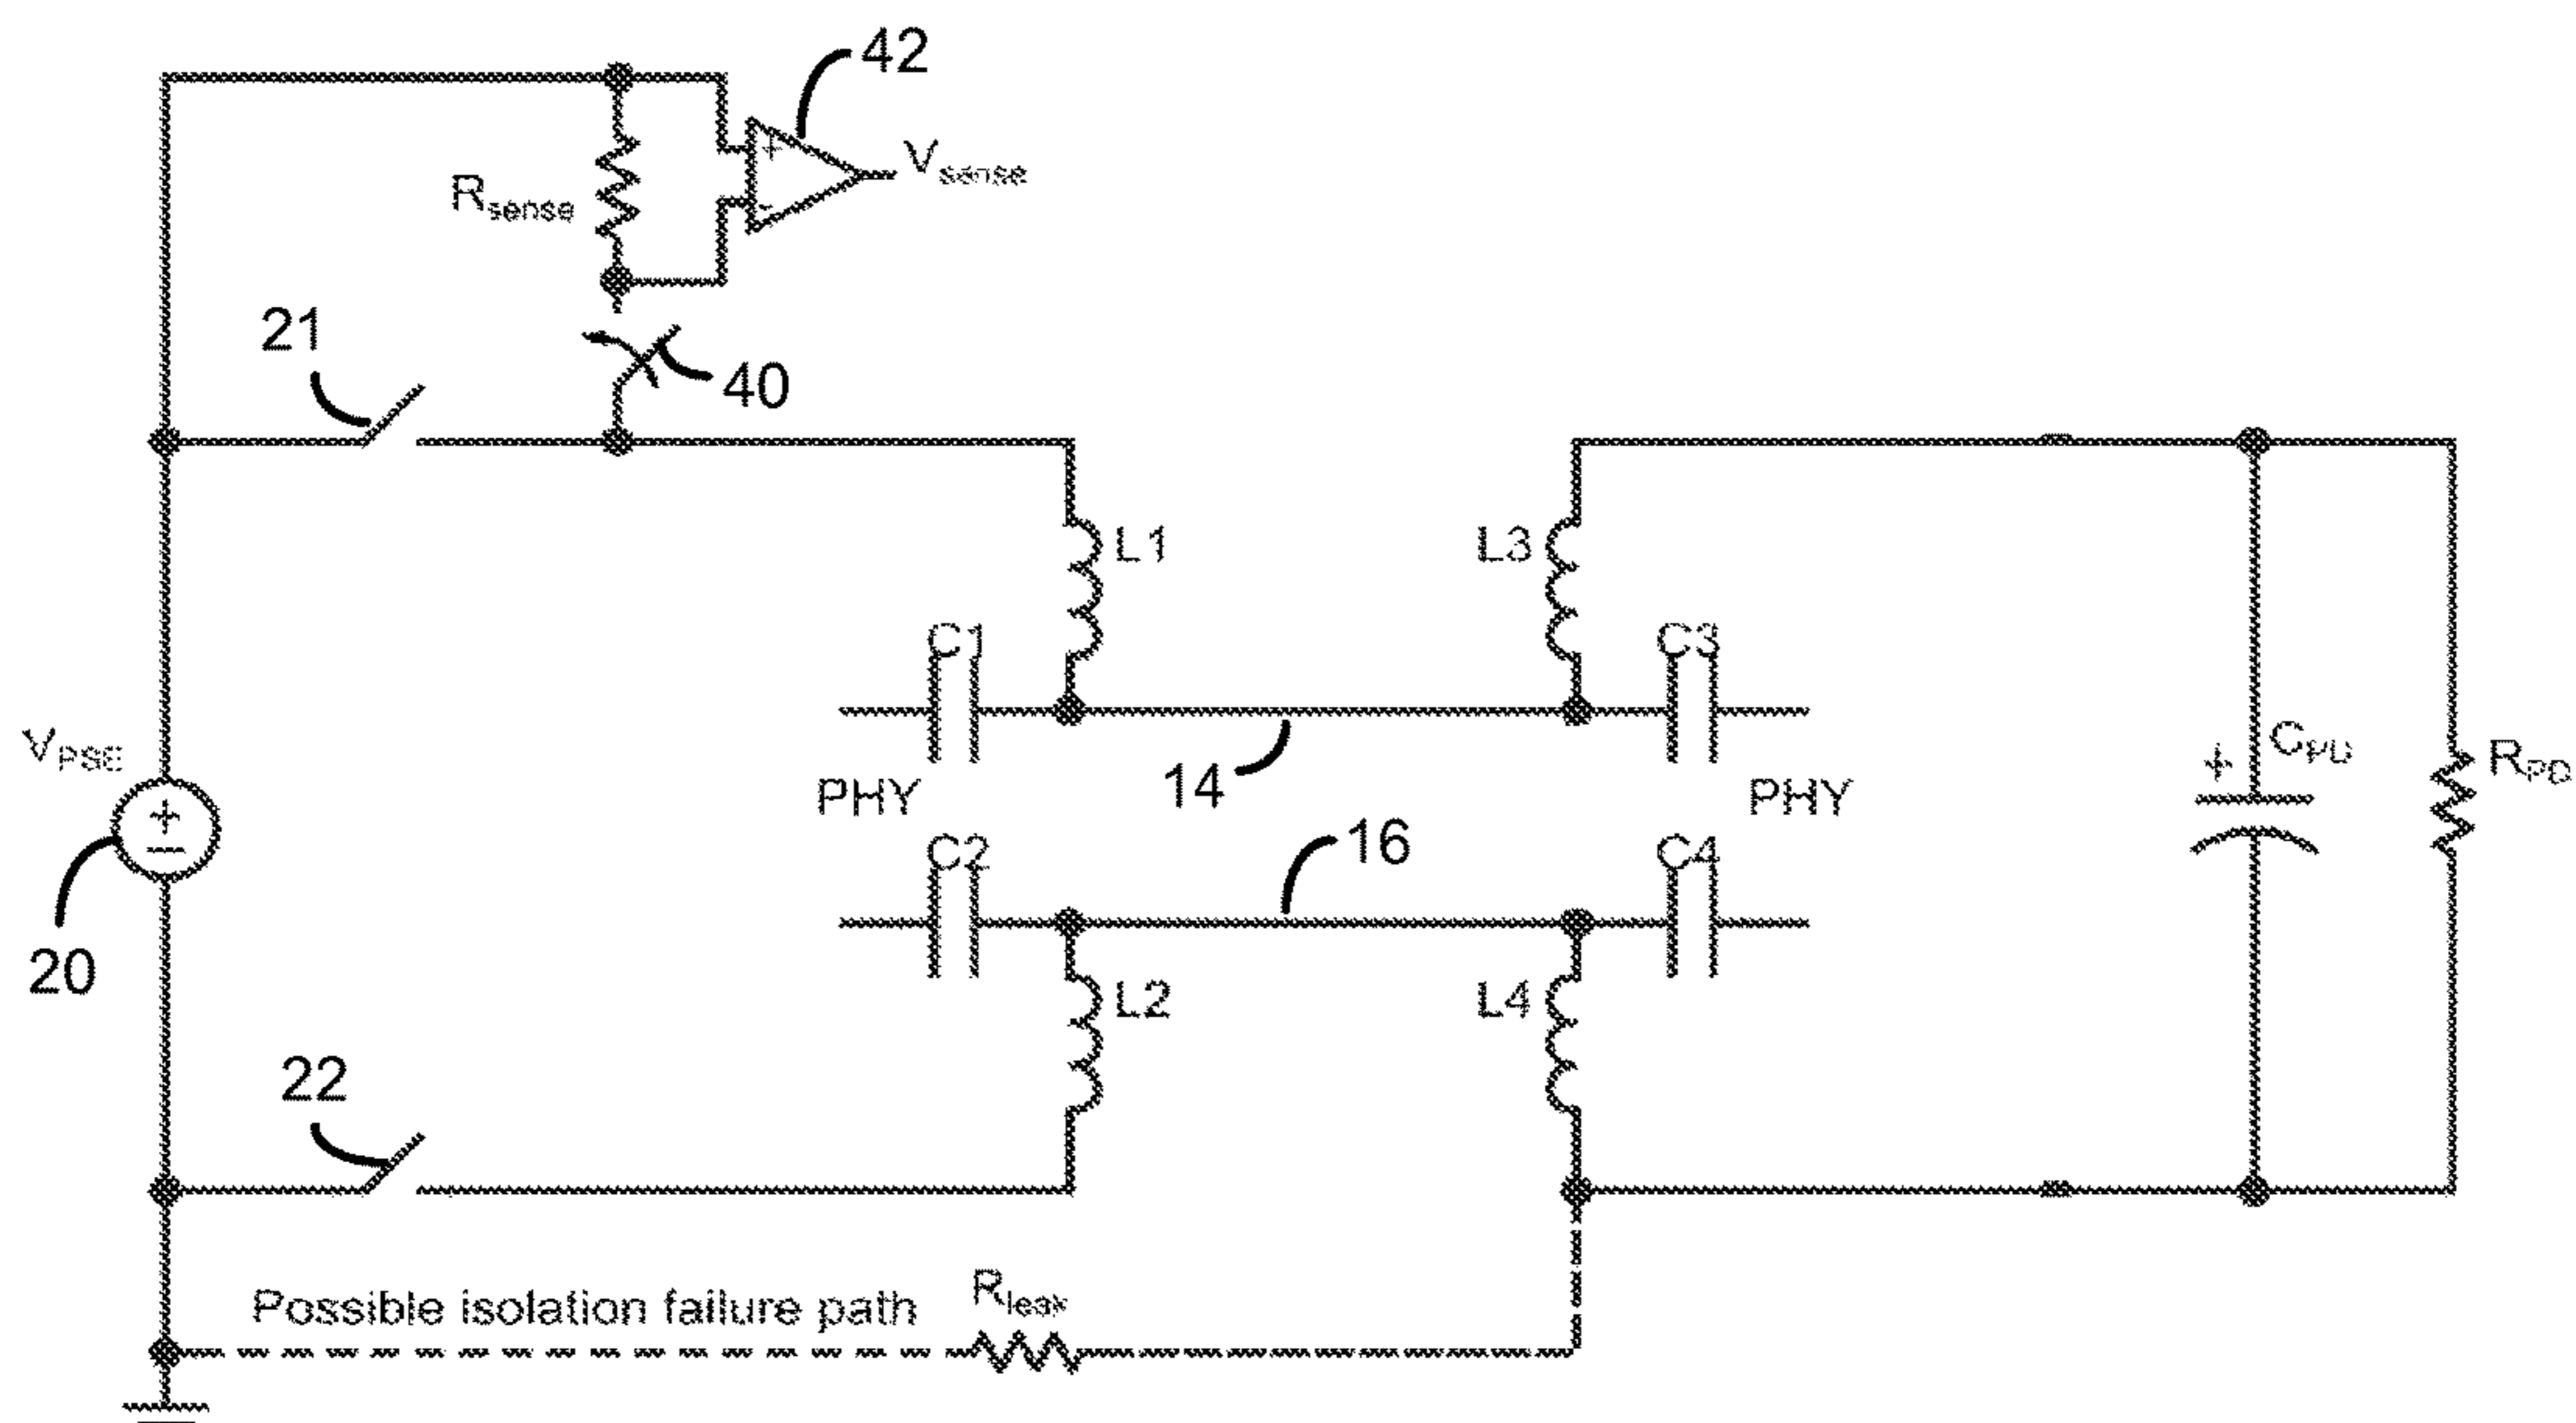 42
+
-
Vsense
Rsense
21
40
L1
L3
C1
C3
VPSE
14
PHY
PHY
+
CPD
RPD
+
−
16
C2
C4
20
L2
L4
22
Possible isolation failure path
Rleak